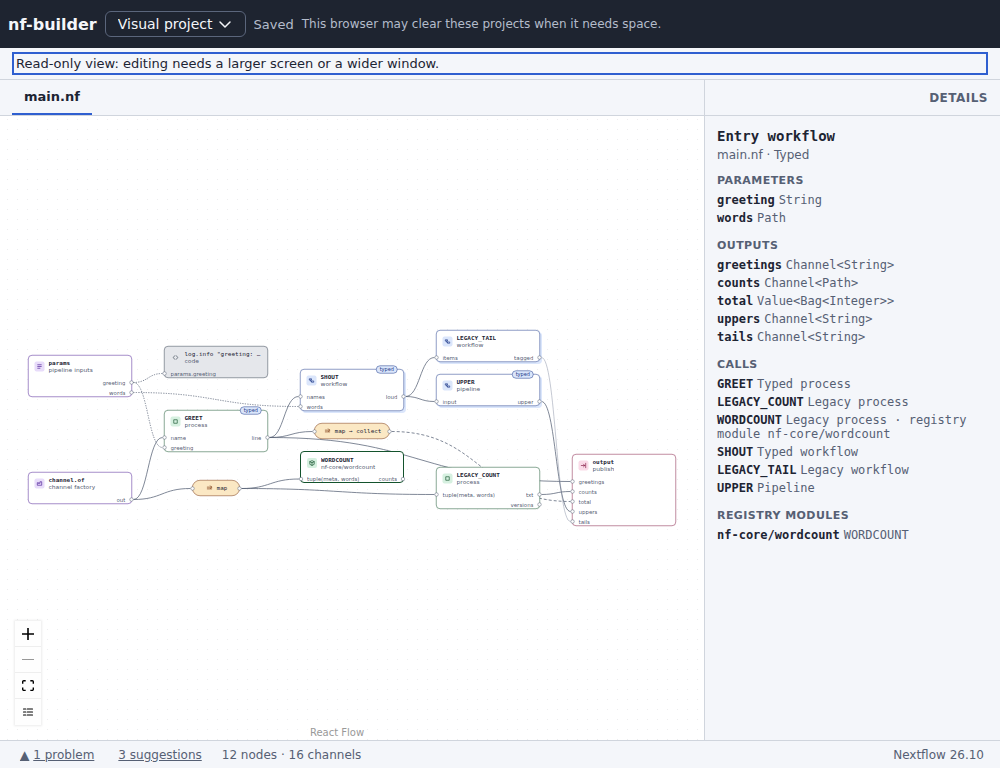 nf-builder
Visual project
Saved
This browser may clear these projects when it needs space.
Read-only view: editing needs a larger screen or a wider window.
main.nf
DETAILS
params
pipeline inputs
greeting
words
log.info "greeting: …
code
params.greeting
typed
GREET
process
name
line
greeting
channel.of
channel factory
out
map
typed
SHOUT
workflow
names
loud
words
map → collect
WORDCOUNT
nf-core/wordcount
tuple(meta, words)
counts
LEGACY_TAIL
workflow
items
tagged
typed
UPPER
pipeline
input
upper
LEGACY_COUNT
process
tuple(meta, words)
txt
versions
output
publish
greetings
counts
total
uppers
tails
React Flow
Entry workflow
main.nf · Typed
PARAMETERS
greeting String
words Path
OUTPUTS
greetings Channel<String>
counts Channel<Path>
total Value<Bag<Integer>>
uppers Channel<String>
tails Channel<String>
CALLS
GREET Typed process
LEGACY_COUNT Legacy process
WORDCOUNT Legacy process · registry
module nf-core/wordcount
SHOUT Typed workflow
LEGACY_TAIL Legacy workflow
UPPER Pipeline
REGISTRY MODULES
nf-core/wordcount WORDCOUNT
▲ 1 problem
3 suggestions
12 nodes · 16 channels
Nextflow 26.10